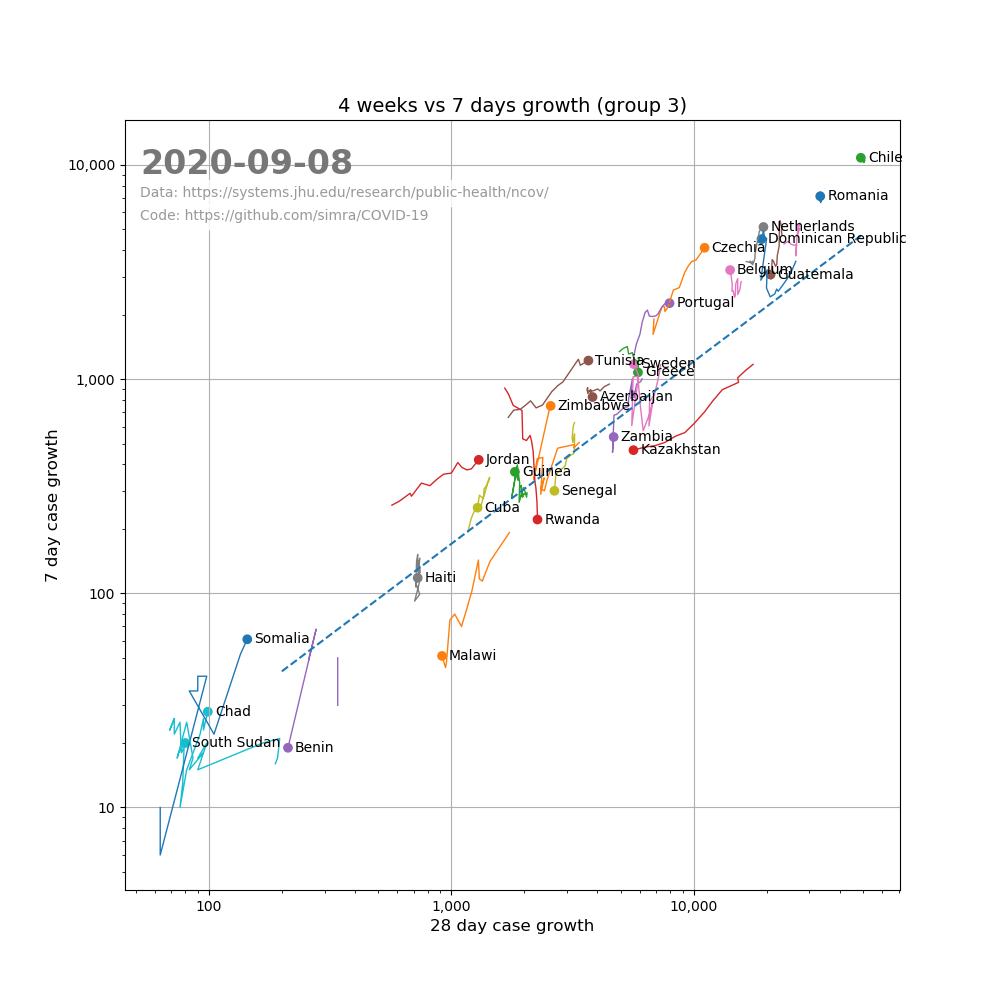 4 weeks vs 7 days growth (group 3)
2020-09-08
Data: https://systems.jhu.edu/research/public-health/ncov/
Code: https://github.com/simra/COVID-19
10,000
1,000
100
10
7 day case growth
Chile
Romania
Netherlands
Dominican Republic
Czechia
Belgium
Guatemala
Portugal
Tunisia
Sweden
Greece
Azerbaijan
Zimbabwe
Zambia
Kazakhstan
Jordan
Guinea
Senegal
Cuba
Rwanda
Haiti
Somalia
Malawi
Chad
South Sudan
Benin
100
1,000
10,000
28 day case growth